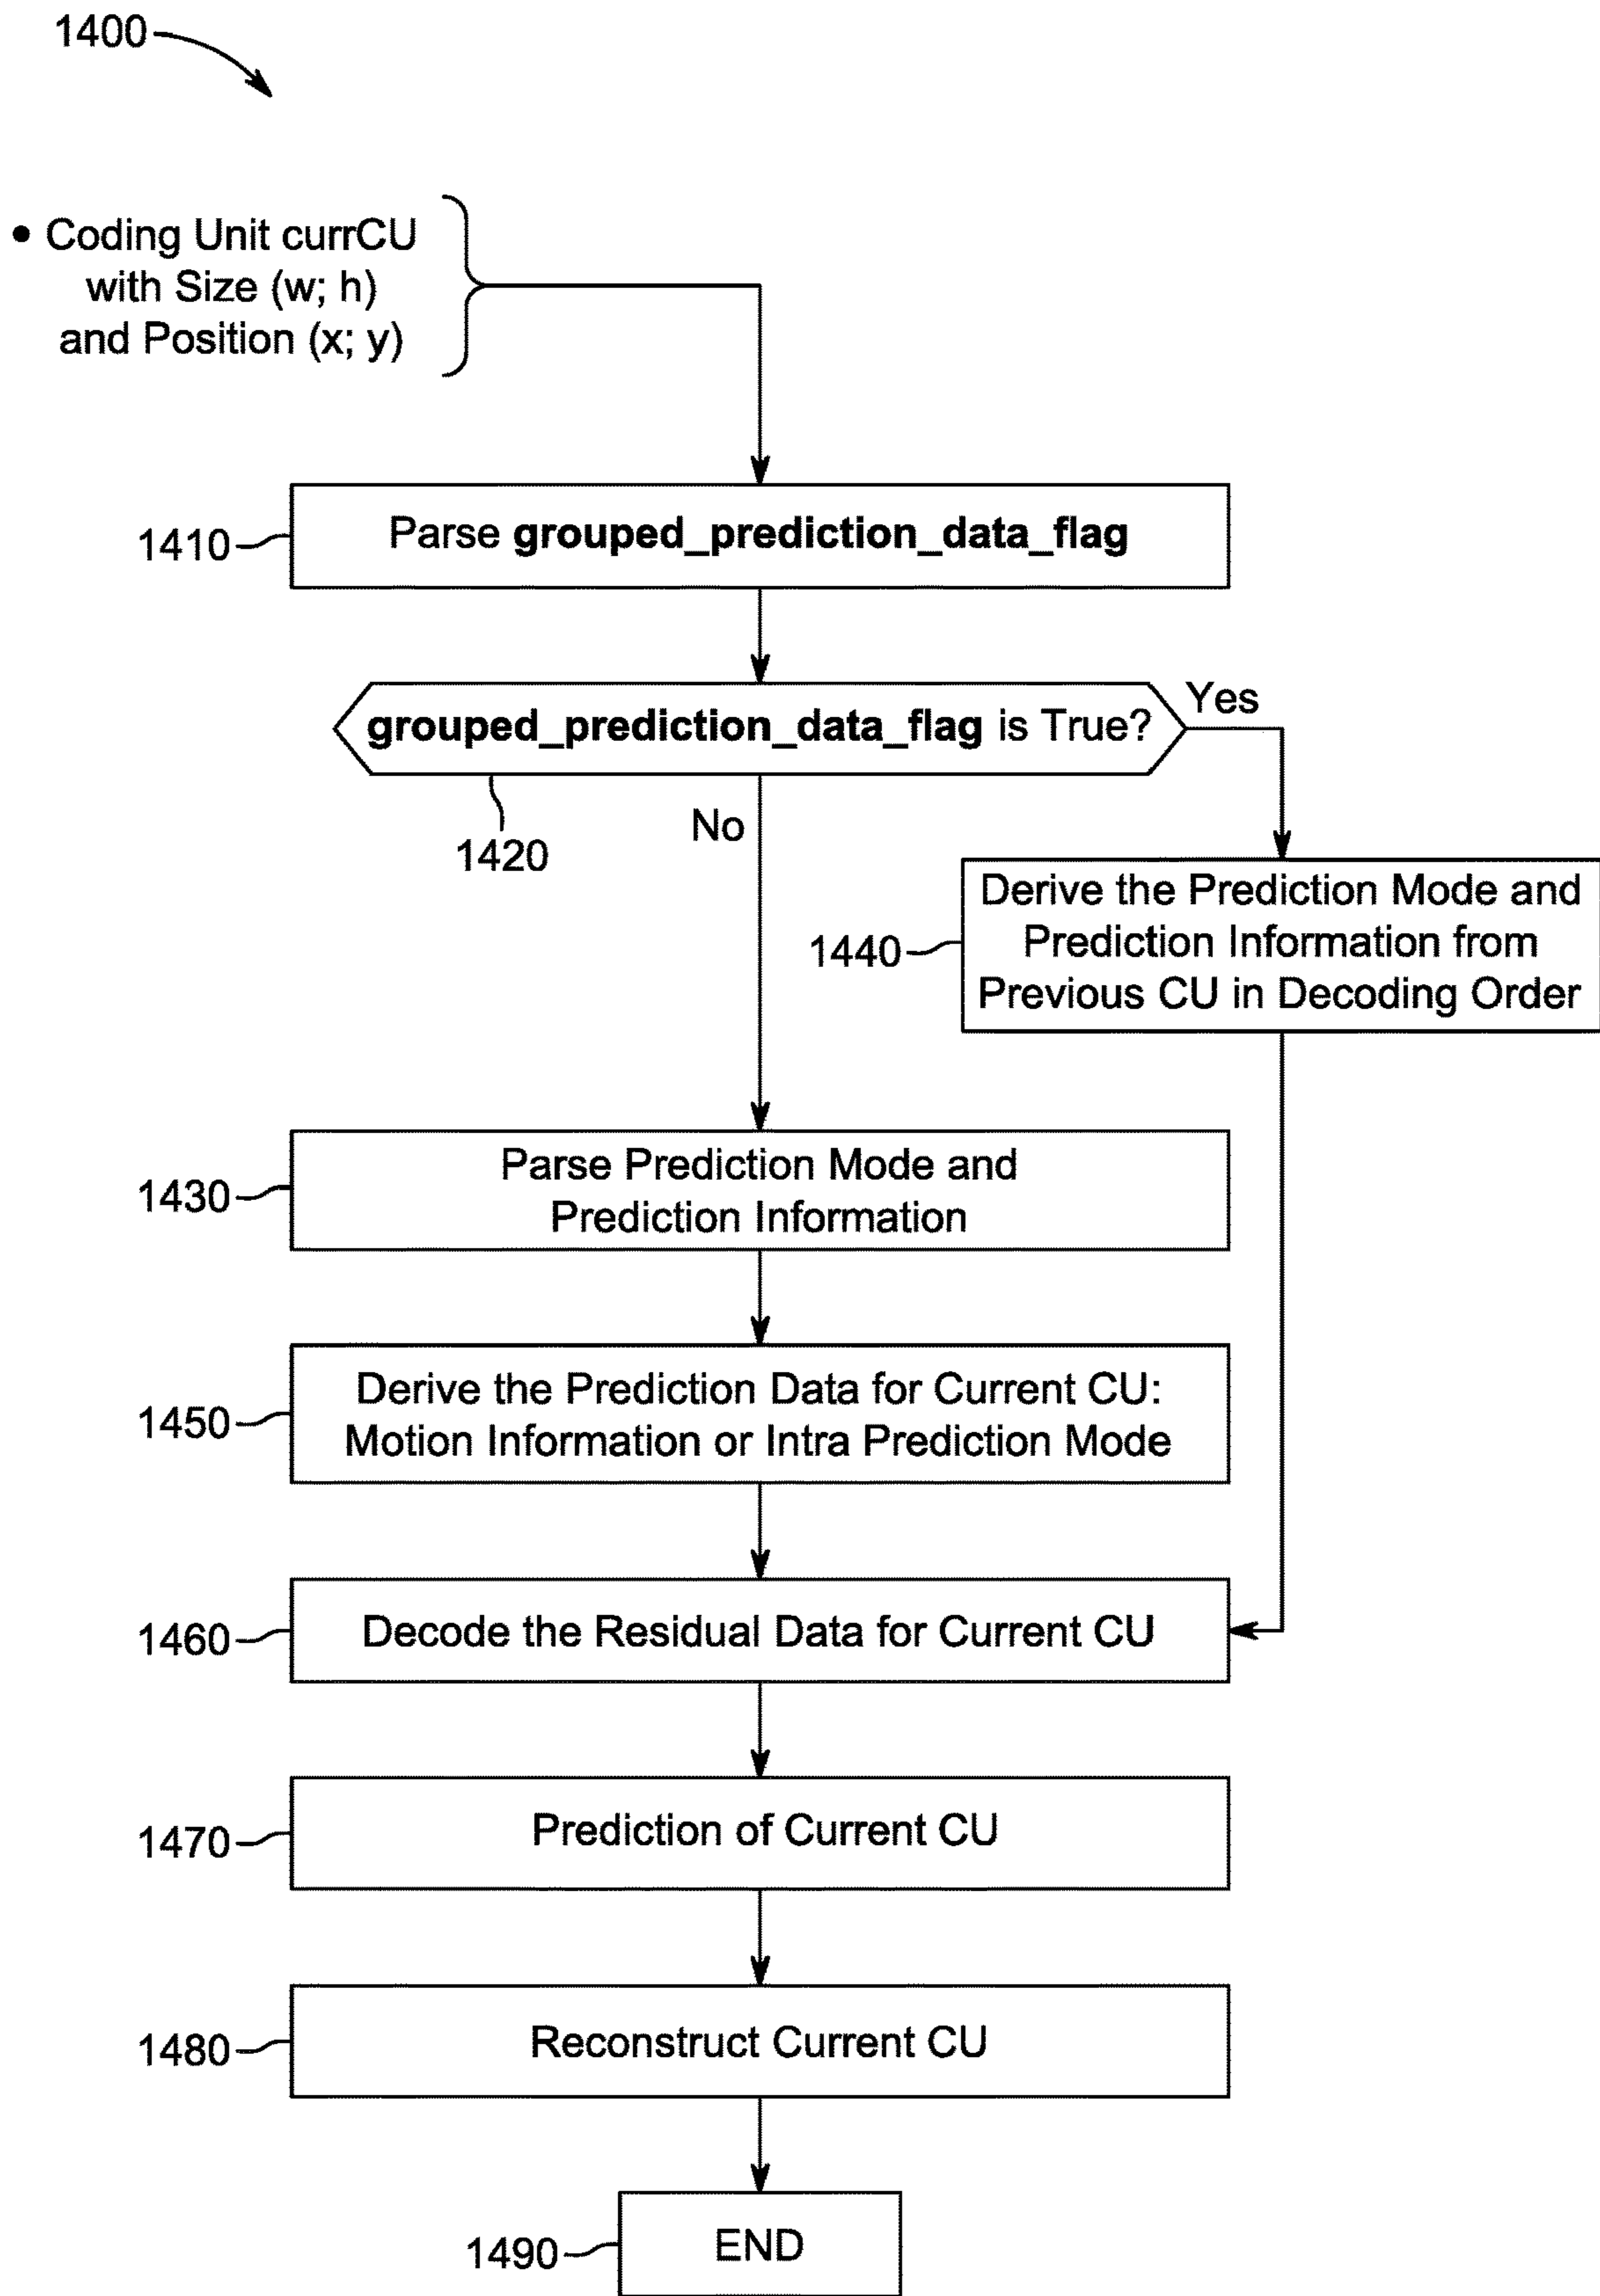 1400
• Coding Unit currCU
with Size (w; h)
and Position (x; y)
1410
Parse grouped_prediction_data_flag
grouped_prediction_data_flag is True?
Yes
1420
No
1440
Derive the Prediction Mode and
Prediction Information from
Previous CU in Decoding Order
1430
Parse Prediction Mode and
Prediction Information
1450
Derive the Prediction Data for Current CU:
Motion Information or Intra Prediction Mode
1460
Decode the Residual Data for Current CU
1470
Prediction of Current CU
1480
Reconstruct Current CU
1490
END